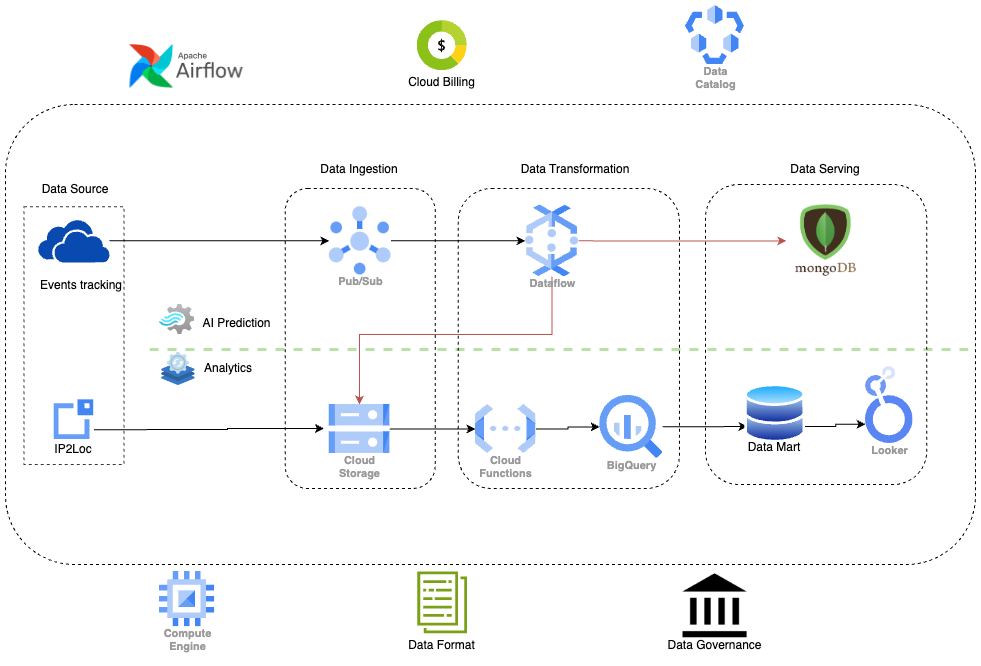 Apache
Airflow
$
Cloud Billing
Data
Catalog
Data Source
Data Ingestion
Data Transformation
Data Serving
Events tracking
Pub/Sub
Dataflow
mongoDB
AI Prediction
Analytics
IP2Loc
Cloud
Storage
Cloud
Functions
BigQuery
Data Mart
Looker
Compute
Engine
Data Format
Data Governance